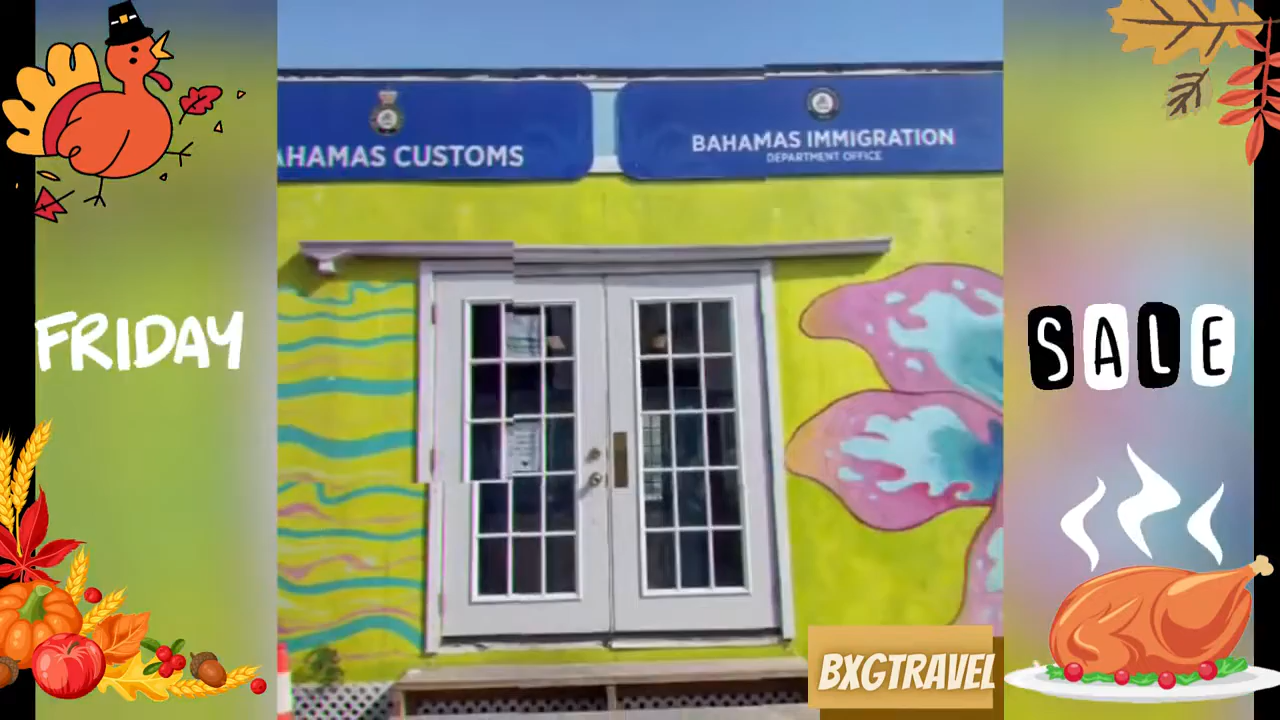 AHAMAS CUSTOMS
BAHAMAS IMMIGRATION
DEPARTMENT OFFICE
FRIDAY
SALE
BXGTRAVEL